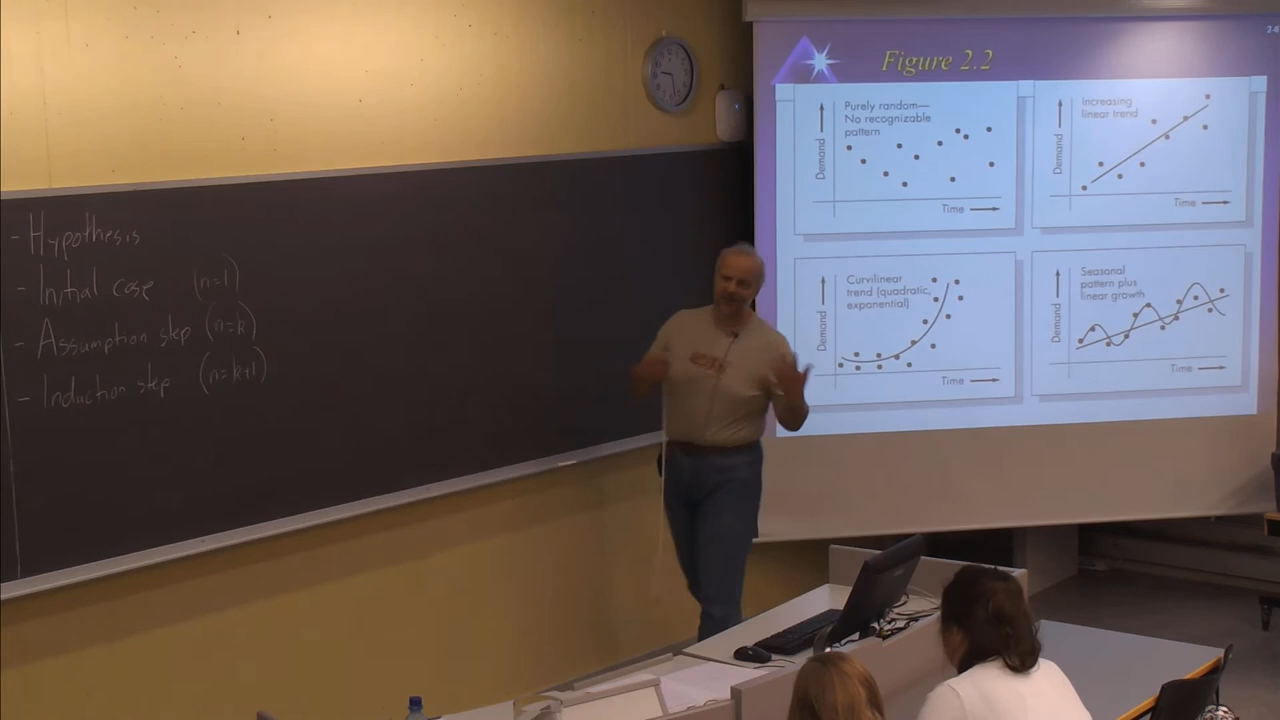 - Hypothesis
- Initial case (n=1)
- Assumption step (n=k)
- Induction step (n=k+1)
Figure 2.2
Purely random—
No recognizable
pattern
Demand
Time
Increasing
linear trend
Demand
Time
Curvilinear
trend (quadratic,
exponential)
Demand
Time
Seasonal
pattern plus
linear growth
Demand
Time